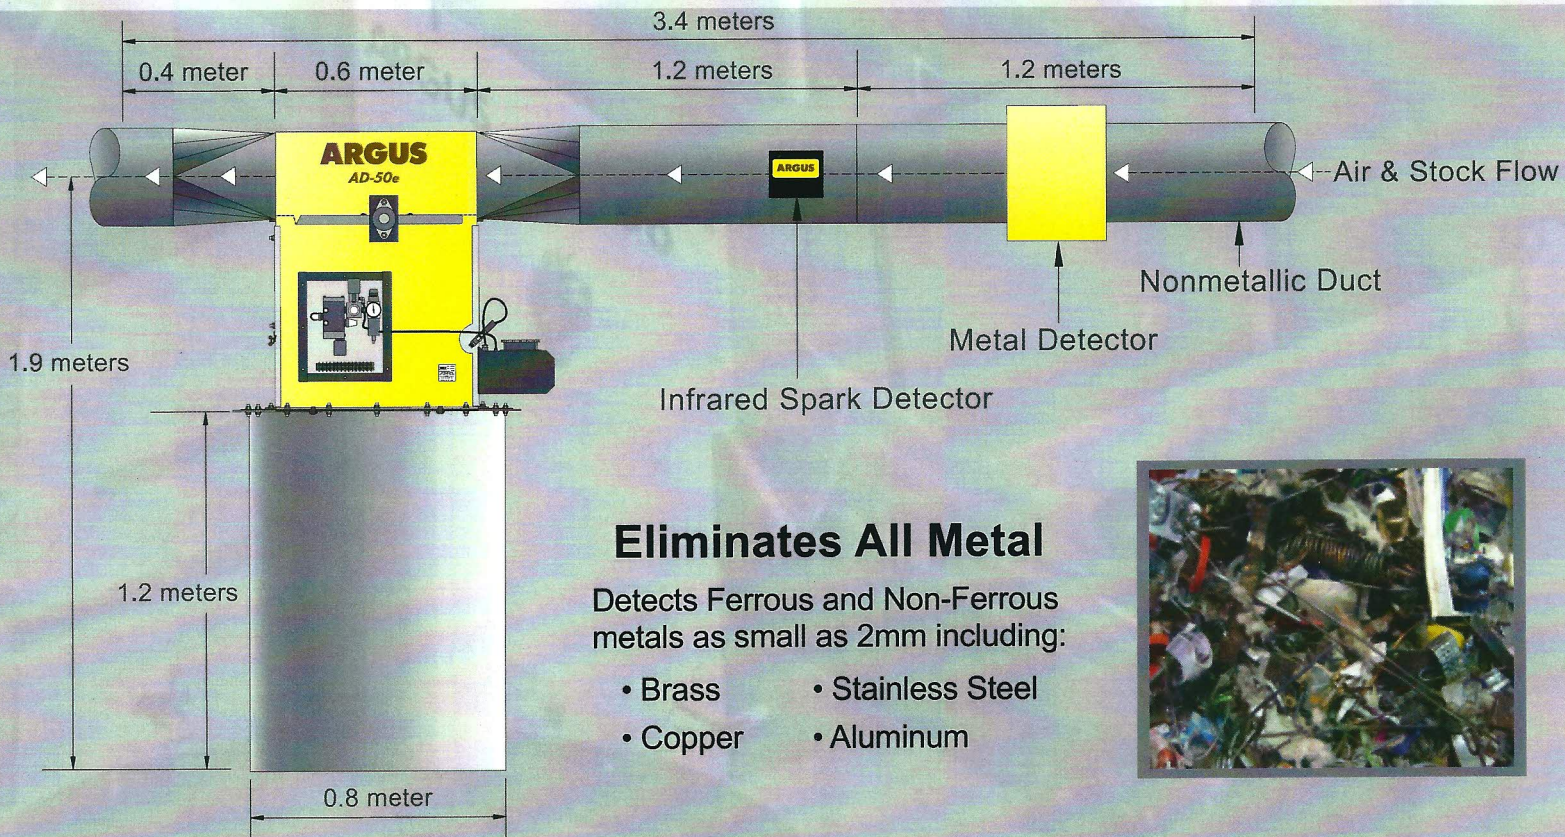 3.4 meters
0.4 meter
0.6 meter
1.2 meters
1.2 meters
ARGUS
AD-50e
ARGUS
Air & Stock Flow
Nonmetallic Duct
Metal Detector
Infrared Spark Detector
1.9 meters
1.2 meters
0.8 meter
Eliminates All Metal
Detects Ferrous and Non-Ferrous
metals as small as 2mm including:
• Brass
• Stainless Steel
• Copper
• Aluminum